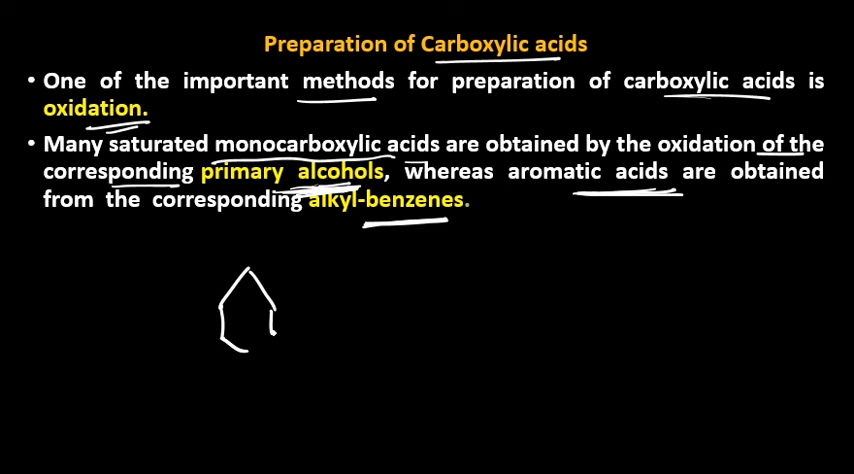 Preparation of Carboxylic acids
• One of the important methods for preparation of carboxylic acids is
oxidation.
• Many saturated monocarboxylic acids are obtained by the oxidation of the
corresponding primary alcohols, whereas aromatic acids are obtained
from the corresponding alkyl-benzenes.